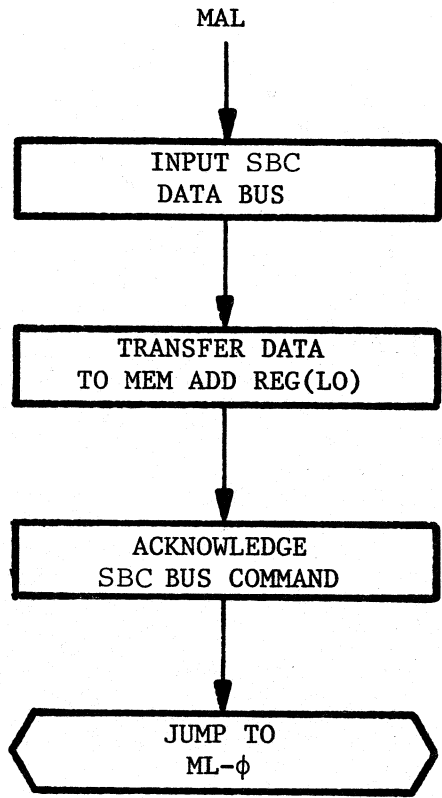 MAL
INPUT SBC
DATA BUS
TRANSFER DATA
TO MEM ADD REG(LO)
ACKNOWLEDGE
SBC BUS COMMAND
JUMP TO
ML-ϕ